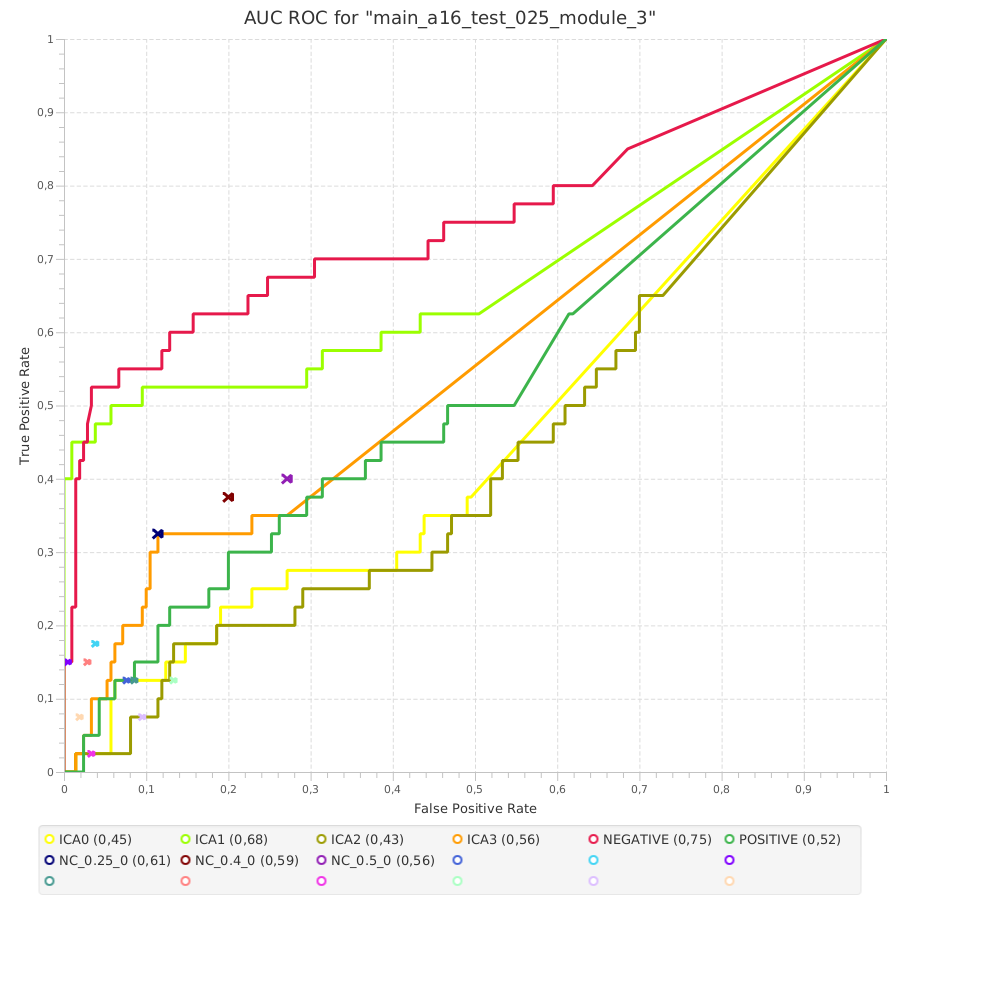 AUC ROC for "main_a16_test_025_module_3"
1
0,9
0,8
0,7
0,6
0,5
0,4
0,3
0,2
0,1
0
True Positive Rate
0 0,1 0,2 0,3 0,4 0,5 0,6 0,7 0,8 0,9 1
False Positive Rate
ICA0 (0,45) ICA1 (0,68) ICA2 (0,43) ICA3 (0,56) NEGATIVE (0,75) POSITIVE (0,52)
NC_0.25_0 (0,61) NC_0.4_0 (0,59) NC_0.5_0 (0,56)